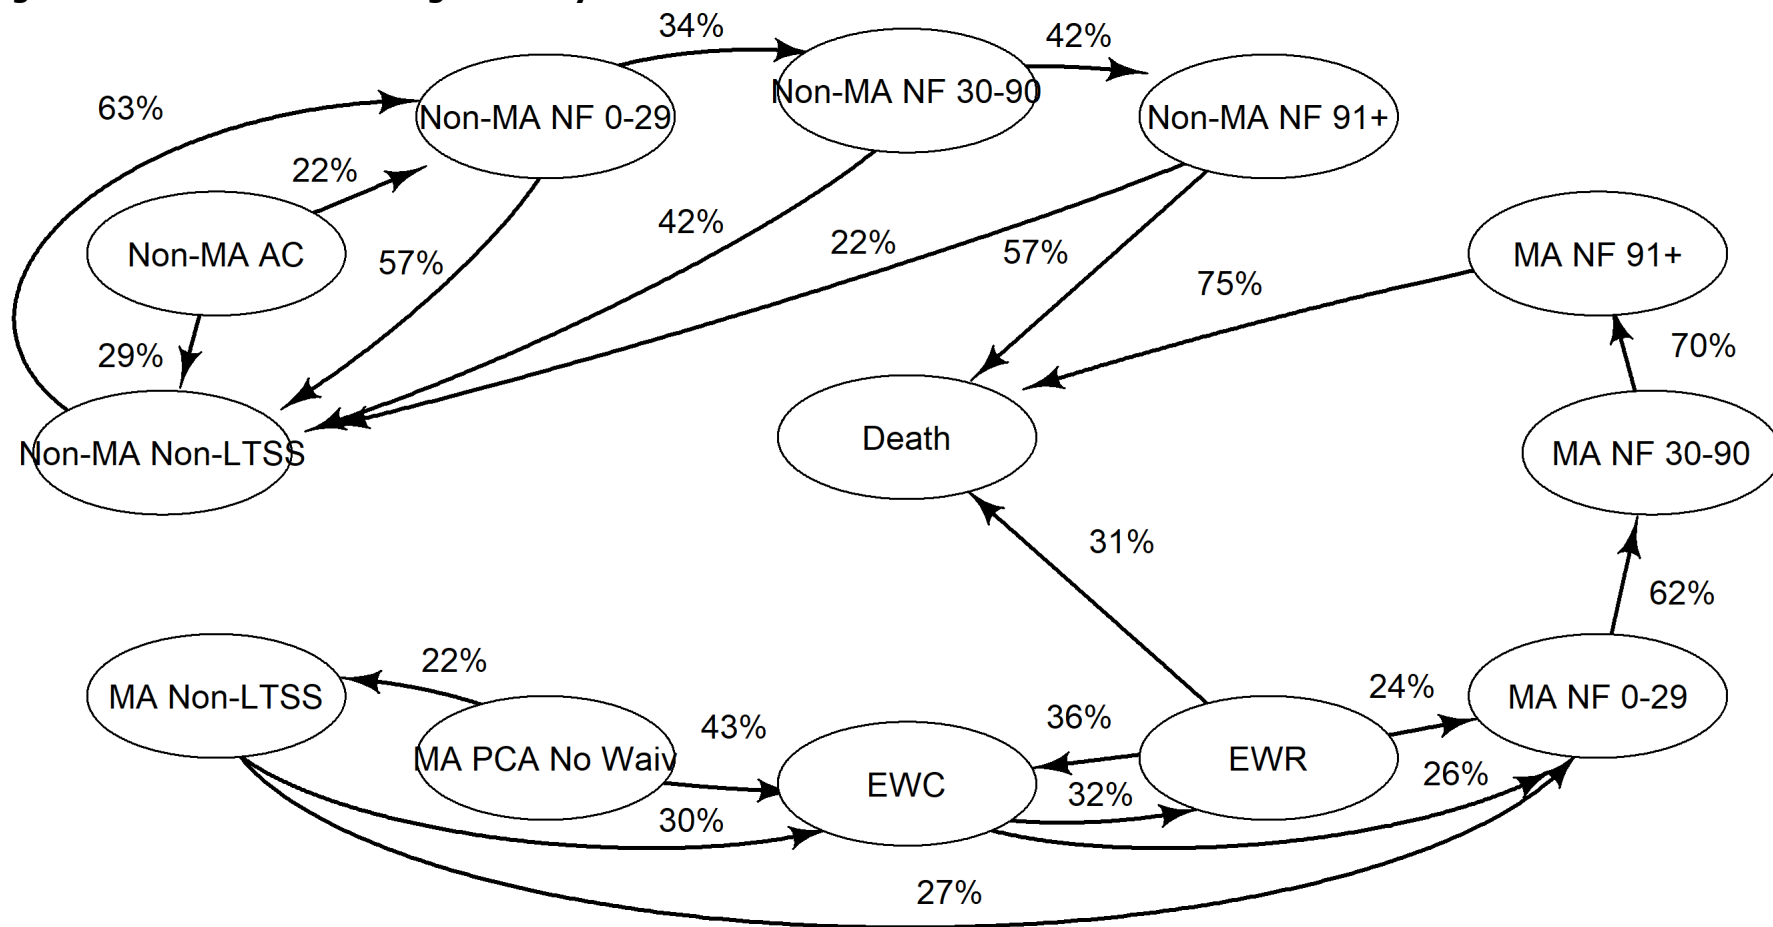 34%
42%
63%
Non-MA NF 0-29
Non-MA NF 30-90
Non-MA NF 91+
22%
42%
22%
57%
Non-MA AC
57%
75%
MA NF 91+
29%
70%
Non-MA Non-LTSS
Death
MA NF 30-90
31%
62%
22%
MA Non-LTSS
24%
MA NF 0-29
43%
36%
MA PCA No Waiv
EWC
EWR
26%
32%
30%
27%